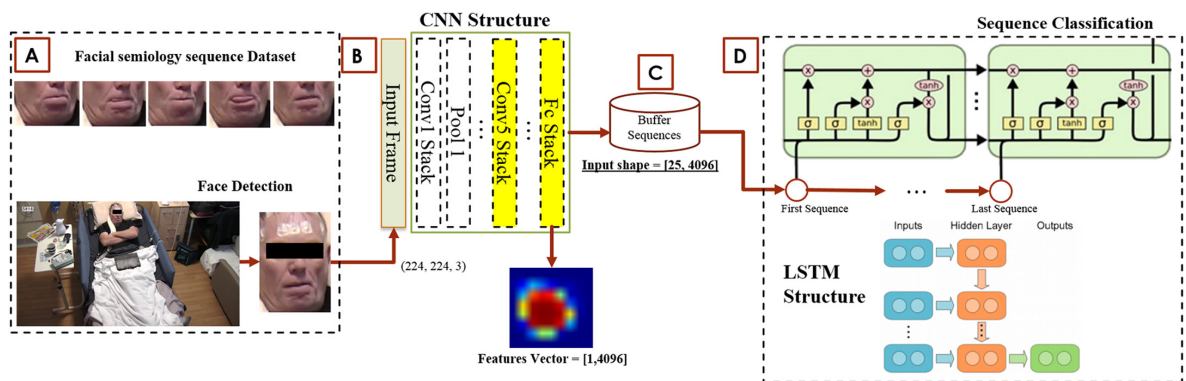 A
Facial semiology sequence Dataset
Face Detection
B
CNN Structure
Input Frame
Conv1 Stack
Pool 1
Conv5 Stack
Fc Stack
(224, 224, 3)
Features Vector = [1,4096]
C
Buffer
Sequences
Input shape = [25, 4096]
D
Sequence Classification
x
+
tanh
x
σ
σ
tanh
σ
x
+
tanh
x
σ
σ
tanh
σ
First Sequence
Last Sequence
Inputs
Hidden Layer
Outputs
LSTM
Structure